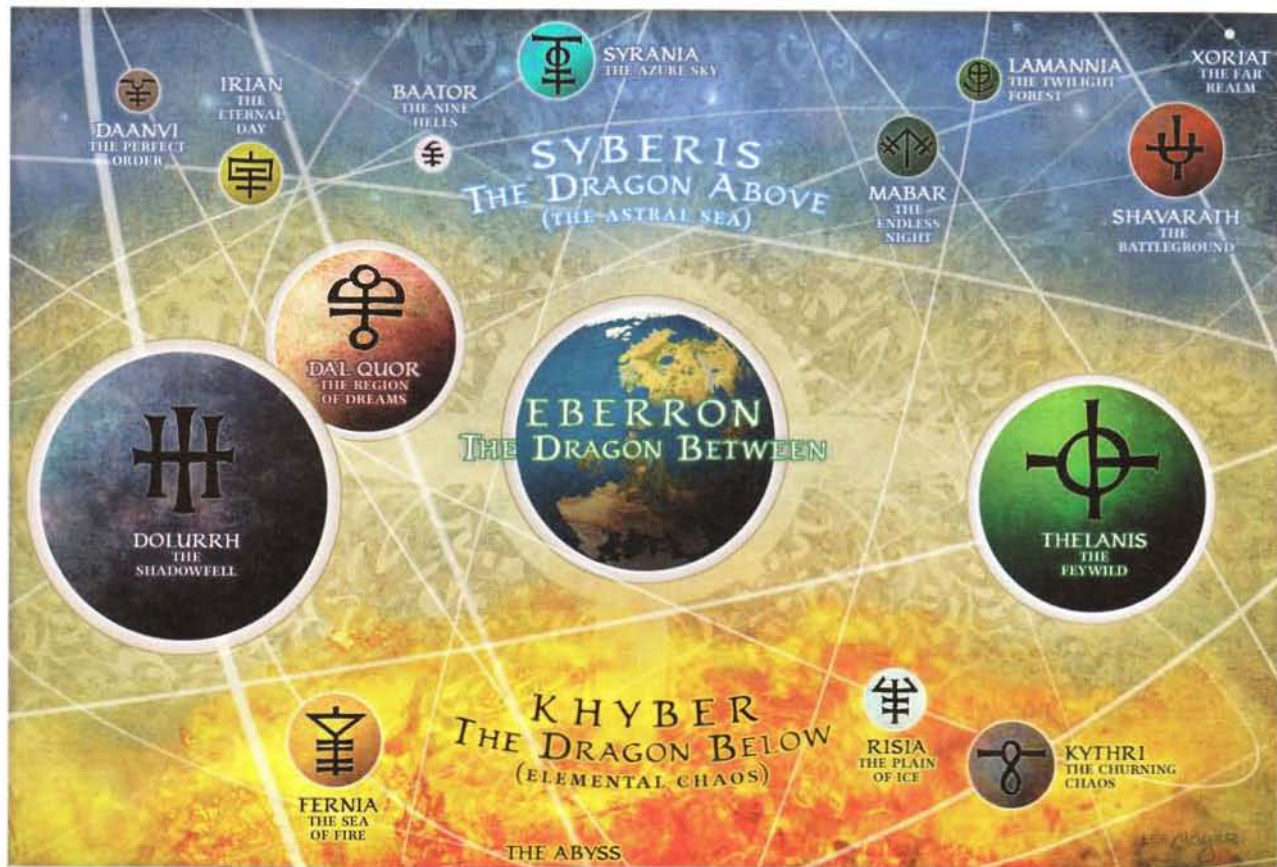 SYRANIA
THE AZURE SKY
LAMANNIA
THE TWILIGHT
FOREST
XORIAT
THE FAR
REALM
DAANVI
THE PERFECT
ORDER
IRIAN
THE
ETERNAL
DAY
BAATOR
THE NINE
HELLS
SYBERIS
THE DRAGON ABOVE
(THE ASTRAL SEA)
MABAR
THE
ENDLESS
NIGHT
SHAVARATH
THE
BATTLEGROUND
DAL QUOR
THE REGION
OF DREAMS
EBERRON
THE DRAGON BETWEEN
DOLURRH
THE
SHADOWFELL
THELANIS
THE
FEYWILD
KHYBER
THE DRAGON BELOW
(ELEMENTAL CHAOS)
FERNIA
THE SEA
OF FIRE
RISIA
THE PLAIN
OF ICE
KYTHRI
THE CHURNING
CHAOS
THE ABYSS